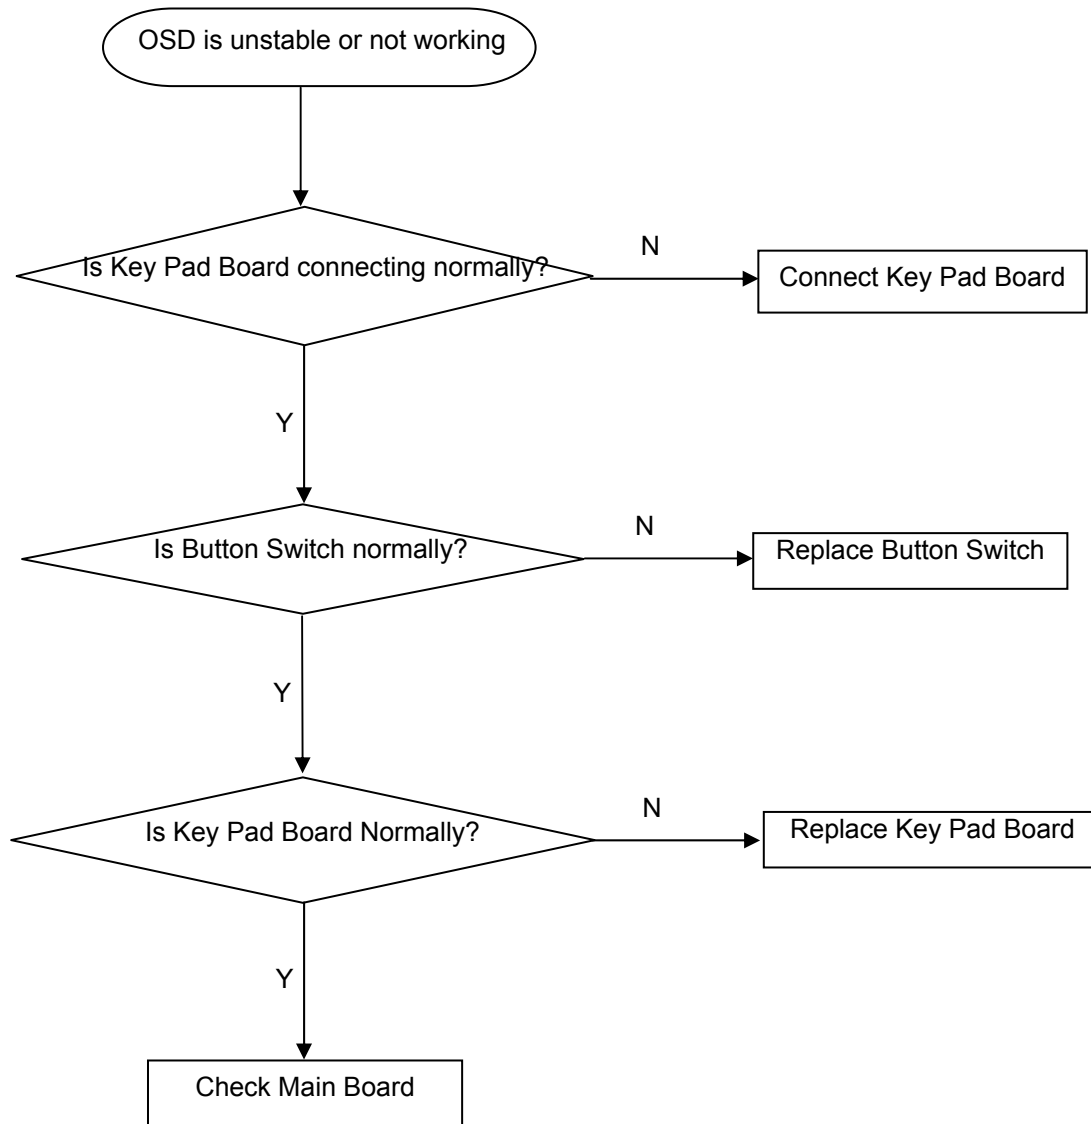 OSD is unstable or not working
Is Key Pad Board connecting normally?
N
Connect Key Pad Board
Y
Is Button Switch normally?
N
Replace Button Switch
Y
Is Key Pad Board Normally?
N
Replace Key Pad Board
Y
Check Main Board